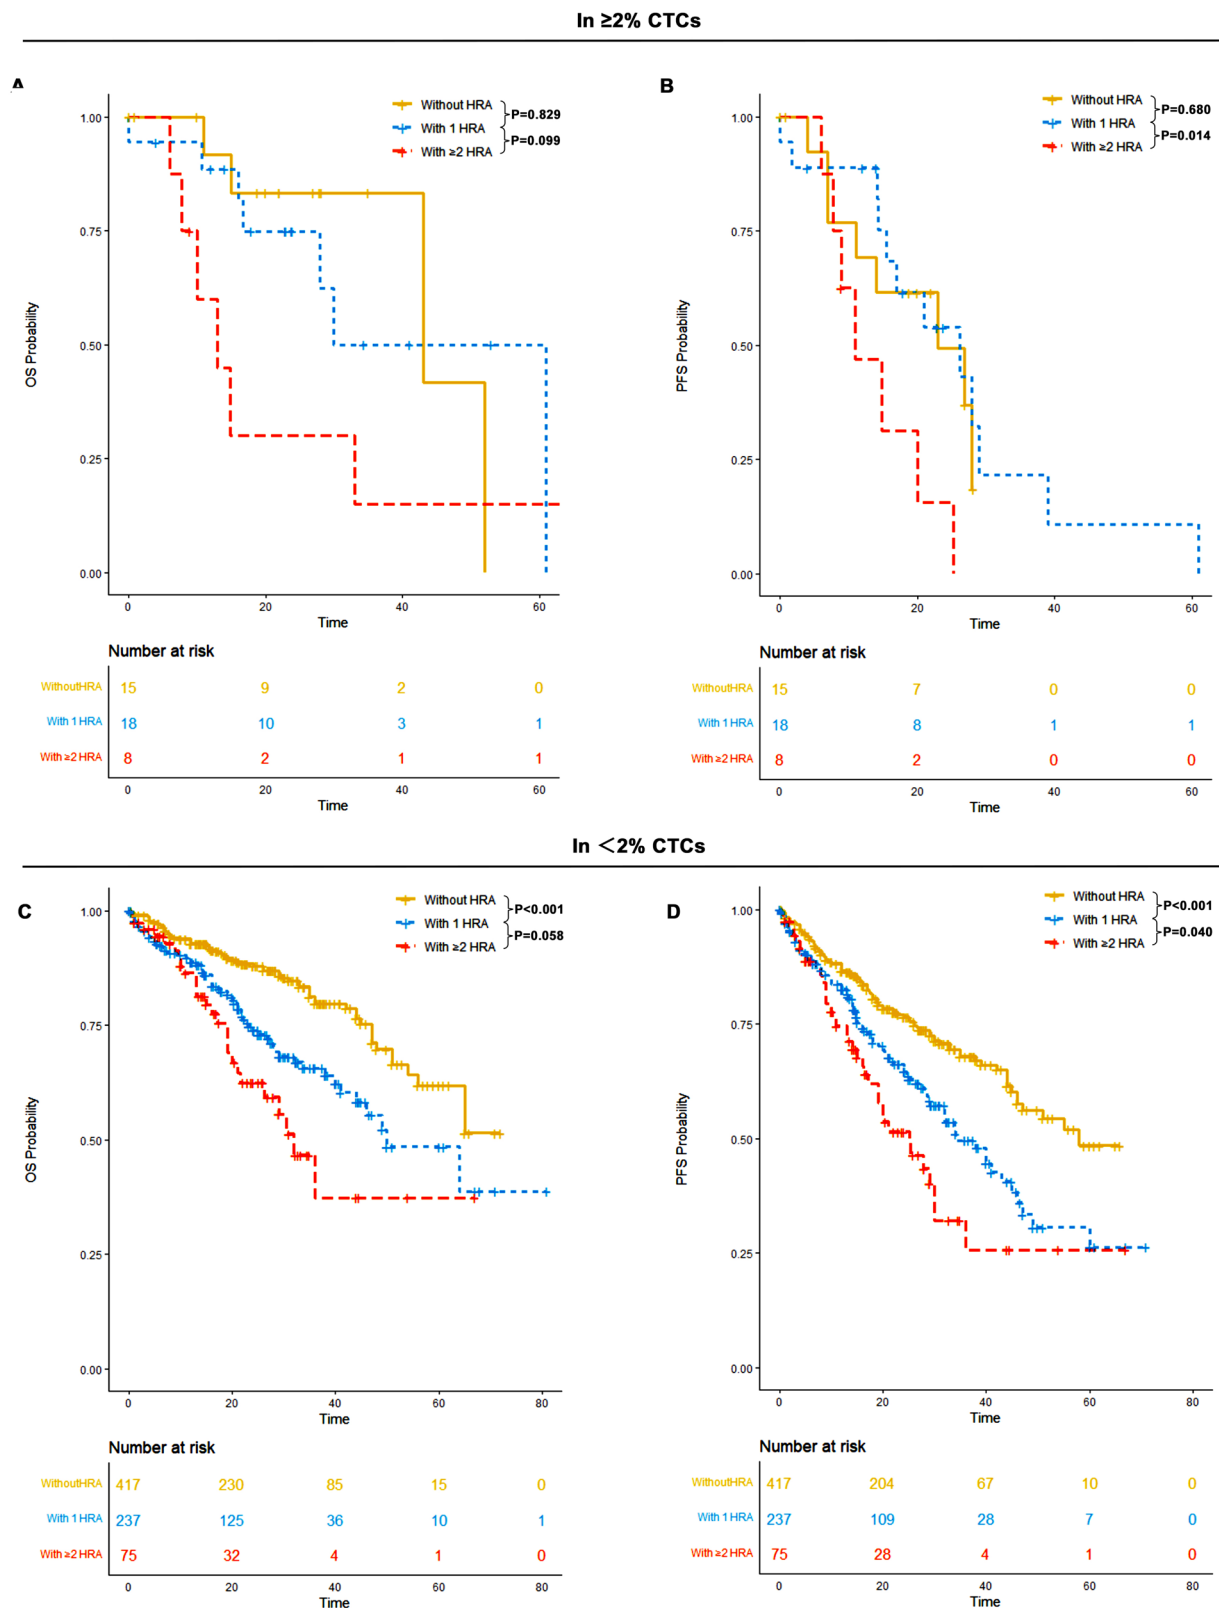 In ≥2% CTCs
A
Without HRA
With 1 HRA
With ≥2 HRA
P=0.829
P=0.099
1.00
0.75
0.50
0.25
0.00
OS Probability
0 20 40 60
Time
Number at risk
WithoutHRA 15 9 2 0
With 1 HRA 18 10 3 1
With ≥2 HRA 8 2 1 1
0 20 40 60
Time
B
Without HRA
With 1 HRA
With ≥2 HRA
P=0.680
P=0.014
1.00
0.75
0.50
0.25
0.00
PFS Probability
0 20 40 60
Time
Number at risk
WithoutHRA 15 7 0 0
With 1 HRA 18 8 1 1
With ≥2 HRA 8 2 0 0
0 20 40 60
Time
In <2% CTCs
C
Without HRA
With 1 HRA
With ≥2 HRA
P<0.001
P=0.058
1.00
0.75
0.50
0.25
0.00
OS Probability
0 20 40 60 80
Time
Number at risk
WithoutHRA 417 230 85 15 0
With 1 HRA 237 125 36 10 1
With ≥2 HRA 75 32 4 1 0
0 20 40 60 80
Time
D
Without HRA
With 1 HRA
With ≥2 HRA
P<0.001
P=0.040
1.00
0.75
0.50
0.25
0.00
PFS Probability
0 20 40 60 80
Time
Number at risk
WithoutHRA 417 204 67 10 0
With 1 HRA 237 109 28 7 0
With ≥2 HRA 75 28 4 1 0
0 20 40 60 80
Time